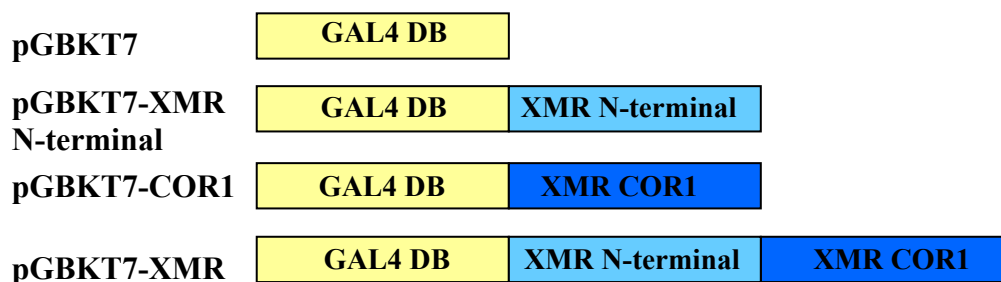 pGBKT7 GAL4 DB
pGBKT7-XMR GAL4 DB XMR N-terminal
N-terminal
pGBKT7-COR1 GAL4 DB XMR COR1
pGBKT7-XMR GAL4 DB XMR N-terminal XMR COR1